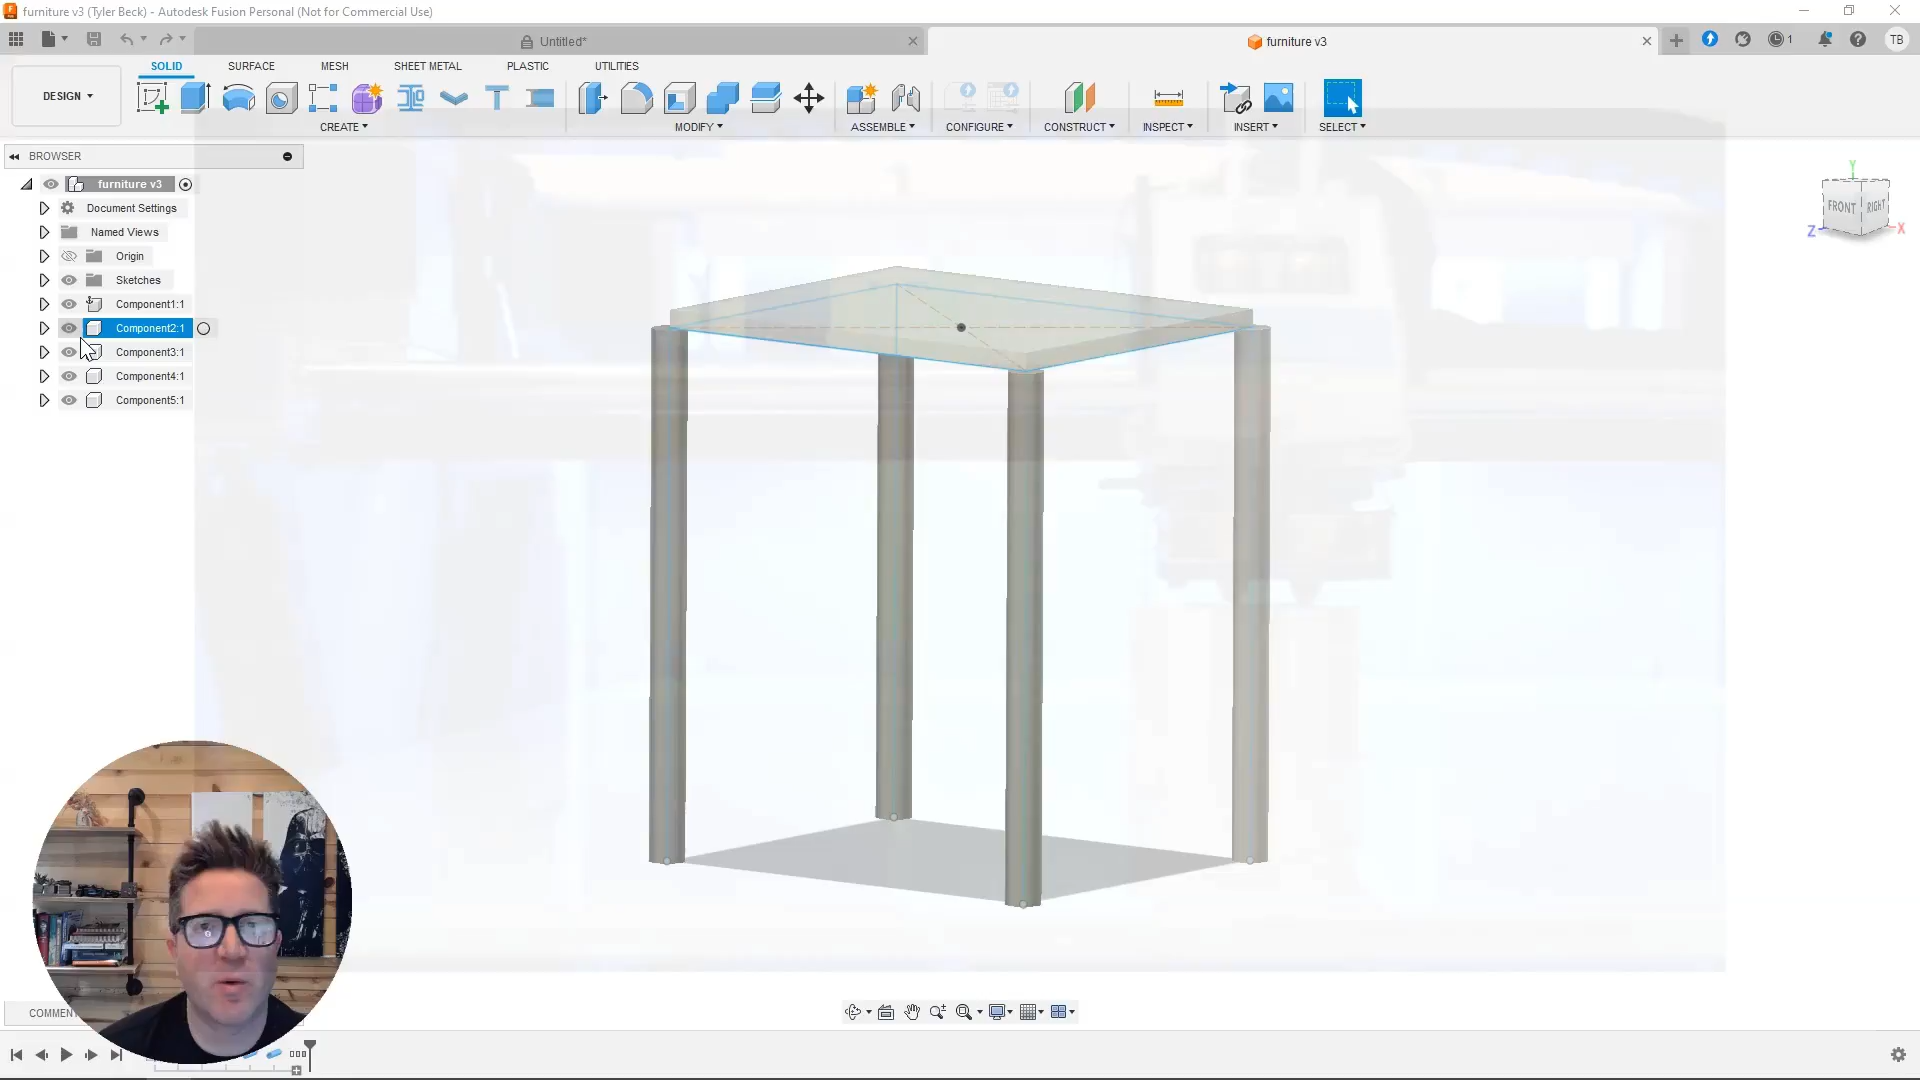 furniture v3 (Tyler Beck) - Autodesk Fusion Personal (Not for Commercial Use)
Untitled*
furniture v3
1
TB
DESIGN
SOLID
SURFACE
MESH
SHEET METAL
PLASTIC
UTILITIES
CREATE
MODIFY
ASSEMBLE
CONFIGURE
CONSTRUCT
INSPECT
INSERT
SELECT
BROWSER
furniture v3
Document Settings
Named Views
Origin
Sketches
Component1:1
Component2:1
Component3:1
Component4:1
Component5:1
Y
FRONT
RIGHT
Z
X
COMMENT